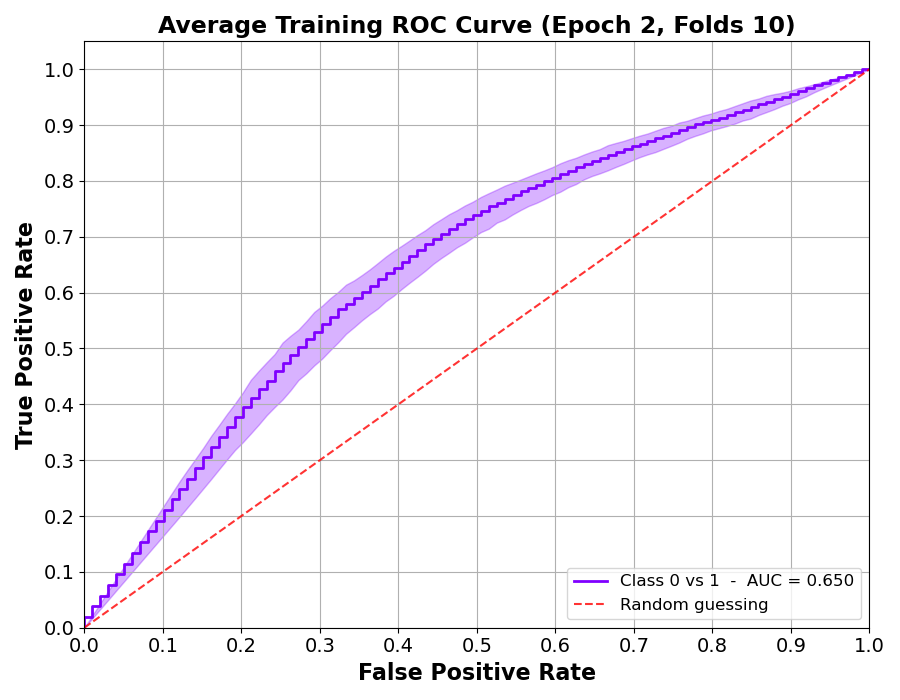 Average Training ROC Curve (Epoch 2, Folds 10)
True Positive Rate
1.0
0.9
0.8
0.7
0.6
0.5
0.4
0.3
0.2
0.1
0.0
Class 0 vs 1 - AUC = 0.650
Random guessing
0.0 0.1 0.2 0.3 0.4 0.5 0.6 0.7 0.8 0.9 1.0
False Positive Rate